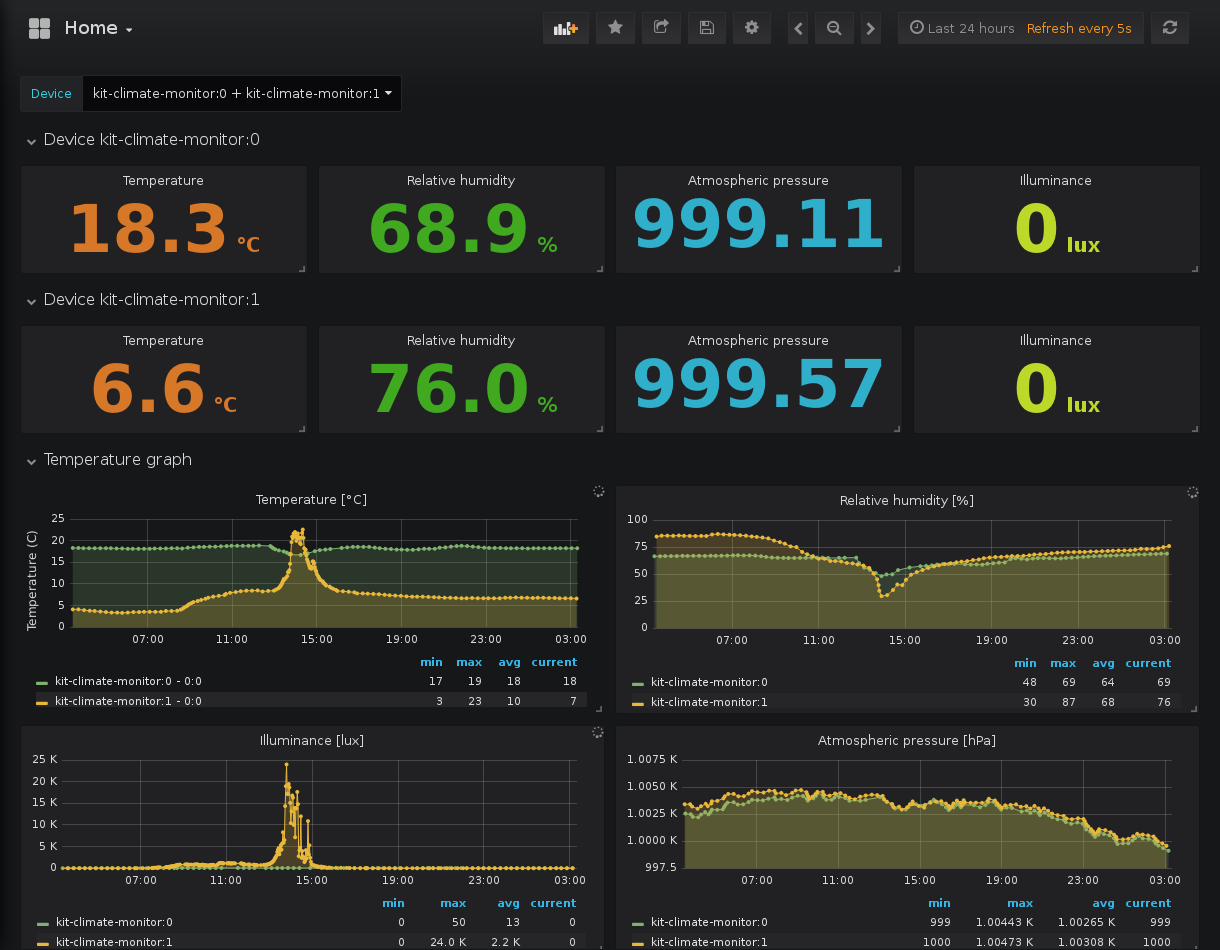 Home
Last 24 hours Refresh every 5s
Device kit-climate-monitor:0 + kit-climate-monitor:1
Device kit-climate-monitor:0
Temperature Relative humidity Atmospheric pressure Illuminance
18.3 °C 68.9 % 999.11 0 lux
Device kit-climate-monitor:1
Temperature Relative humidity Atmospheric pressure Illuminance
6.6 °C 76.0 % 999.57 0 lux
Temperature graph
Temperature [°C]
Temperature (C)
25
20
15
10
5
0
07:00 11:00 15:00 19:00 23:00 03:00
min max avg current
kit-climate-monitor:0 - 0:0 17 19 18 18
kit-climate-monitor:1 - 0:0 3 23 10 7
Relative humidity [%]
100
75
50
25
0
07:00 11:00 15:00 19:00 23:00 03:00
min max avg current
kit-climate-monitor:0 48 69 64 69
kit-climate-monitor:1 30 87 68 76
Illuminance [lux]
25 K
20 K
15 K
10 K
5 K
0
07:00 11:00 15:00 19:00 23:00 03:00
min max avg current
kit-climate-monitor:0 0 50 13 0
kit-climate-monitor:1 0 24.0 K 2.2 K 0
Atmospheric pressure [hPa]
1.0075 K
1.0050 K
1.0025 K
1.0000 K
997.5
07:00 11:00 15:00 19:00 23:00 03:00
min max avg current
kit-climate-monitor:0 999 1.00443 K 1.00265 K 999
kit-climate-monitor:1 1000 1.00473 K 1.00308 K 1000